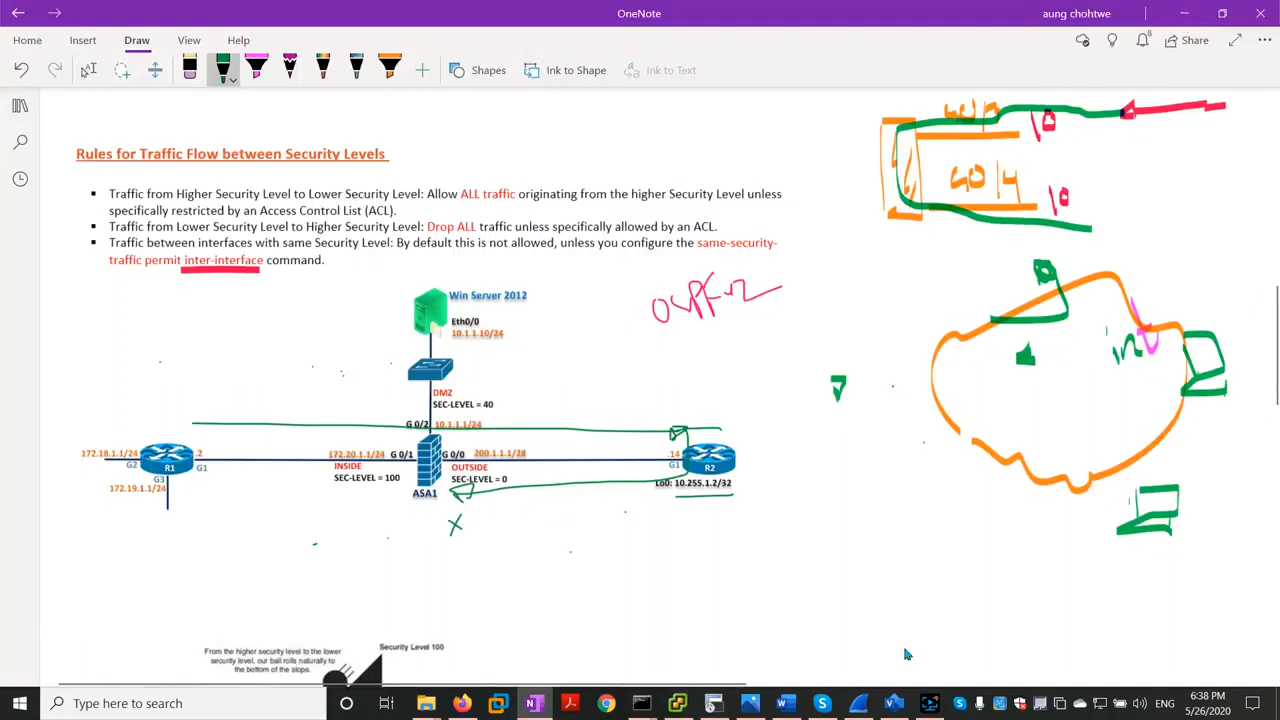 OneNote
aung chohtwe
Home Insert Draw View Help
Share
Shapes
Ink to Shape
Ink to Text
Rules for Traffic Flow between Security Levels
Traffic from Higher Security Level to Lower Security Level: Allow ALL traffic originating from the higher Security Level unless
specifically restricted by an Access Control List (ACL).
Traffic from Lower Security Level to Higher Security Level: Drop ALL traffic unless specifically allowed by an ACL.
Traffic between interfaces with same Security Level: By default this is not allowed, unless you configure the same-security-
traffic permit inter-interface command.
Win Server 2012
Eth0/0
10.1.1.10/24
DMZ
SEC-LEVEL = 40
G 0/2 10.1.1.1/24
172.18.1.1/24
G2
.2
G1
R1
G3
172.19.1.1/24
172.20.1.1/24 G 0/1
INSIDE
SEC-LEVEL = 100
G 0/0 200.1.1.1/28
OUTSIDE
SEC-LEVEL = 0
ASA1
.14
G1
R2
Lo0: 10.255.1.2/32
X
10
10
int
From the higher security level to the lower
security level, our ball rolls naturally to
the bottom of the slope.
Security Level 100
Type here to search
ENG
6:38 PM
5/26/2020